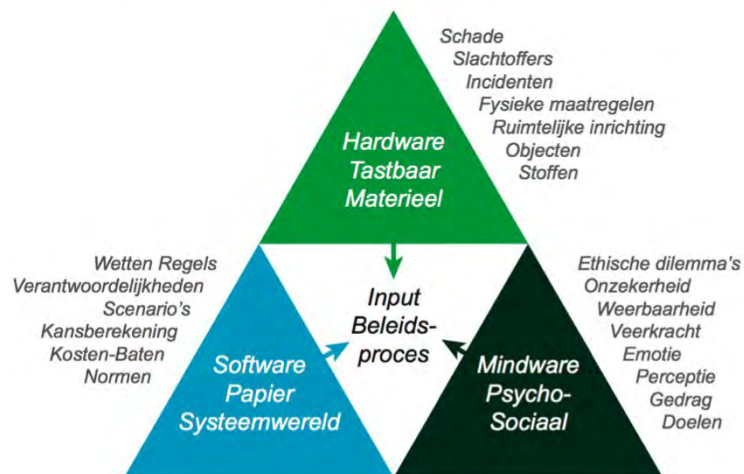 Schade
Slachtoffers
Incidenten
Fysieke maatregelen
Ruimtelijke inrichting
Objecten
Stoffen
Hardware
Tastbaar
Materieel
Wetten Regels
Verantwoordelijkheden
Scenario's
Kansberekening
Kosten-Baten
Normen
Input
Beleids-
proces
Software
Papier
Systeemwereld
Mindware
Psycho-
Sociaal
Ethische dilemma's
Onzekerheid
Weerbaarheid
Veerkracht
Emotie
Perceptie
Gedrag
Doelen